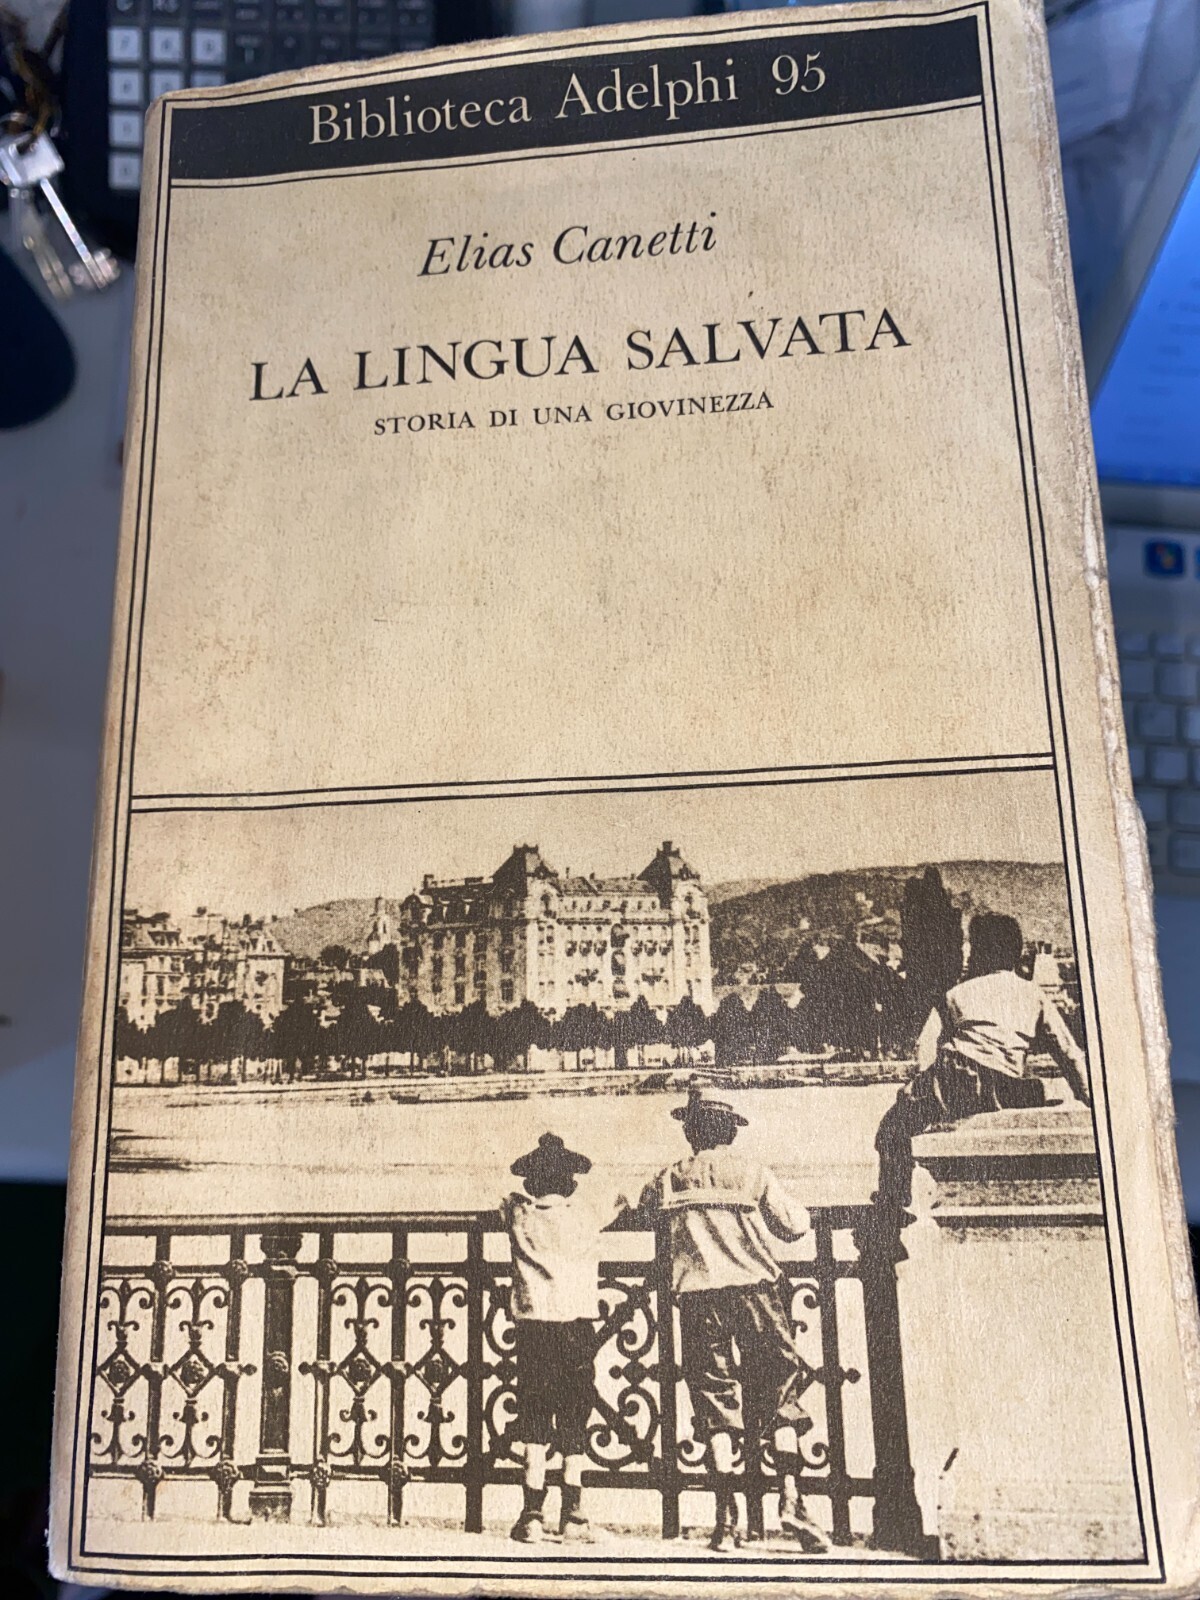 Biblioteca Adelphi 95
Elias Canetti
LA LINGUA SALVATA
STORIA DI UNA GIOVINEZZA